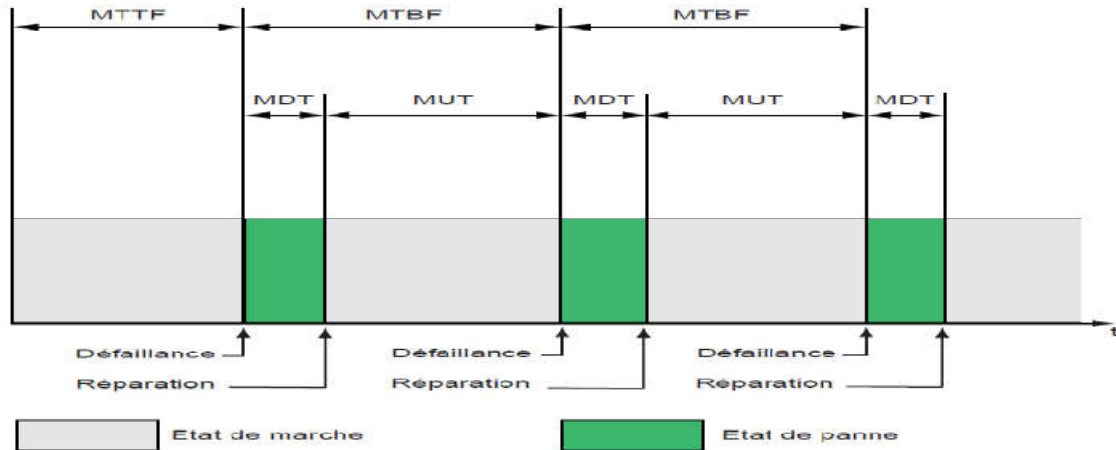 MTTF MTBF MTBF
MDT MUT MDT MUT MDT
t
Défaillance Défaillance Défaillance
Réparation Réparation Réparation
Etat de marche Etat de panne